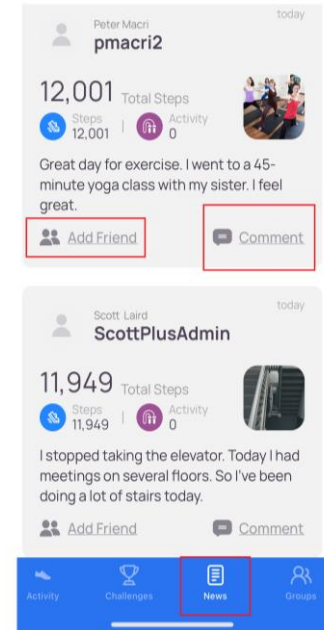 today
Peter Macri
pmacri2
12,001 Total Steps
Steps Activity
12,001 0
Great day for exercise. I went to a 45-
minute yoga class with my sister. I feel
great.
Add Friend Comment
today
Scott Laird
ScottPlusAdmin
11,949 Total Steps
Steps Activity
11,949 0
I stopped taking the elevator. Today I had
meetings on several floors. So I've been
doing a lot of stairs today.
Add Friend Comment
Activity Challenges News Groups